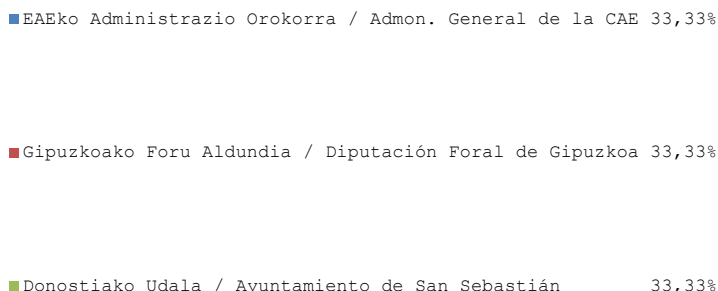 EAEko Administrazio Orokorra / Admon. General de la CAE 33,33%
Gipuzkoako Foru Aldundia / Diputación Foral de Gipuzkoa 33,33%
Donostiako Udala / Ayuntamiento de San Sebastián 33,33%